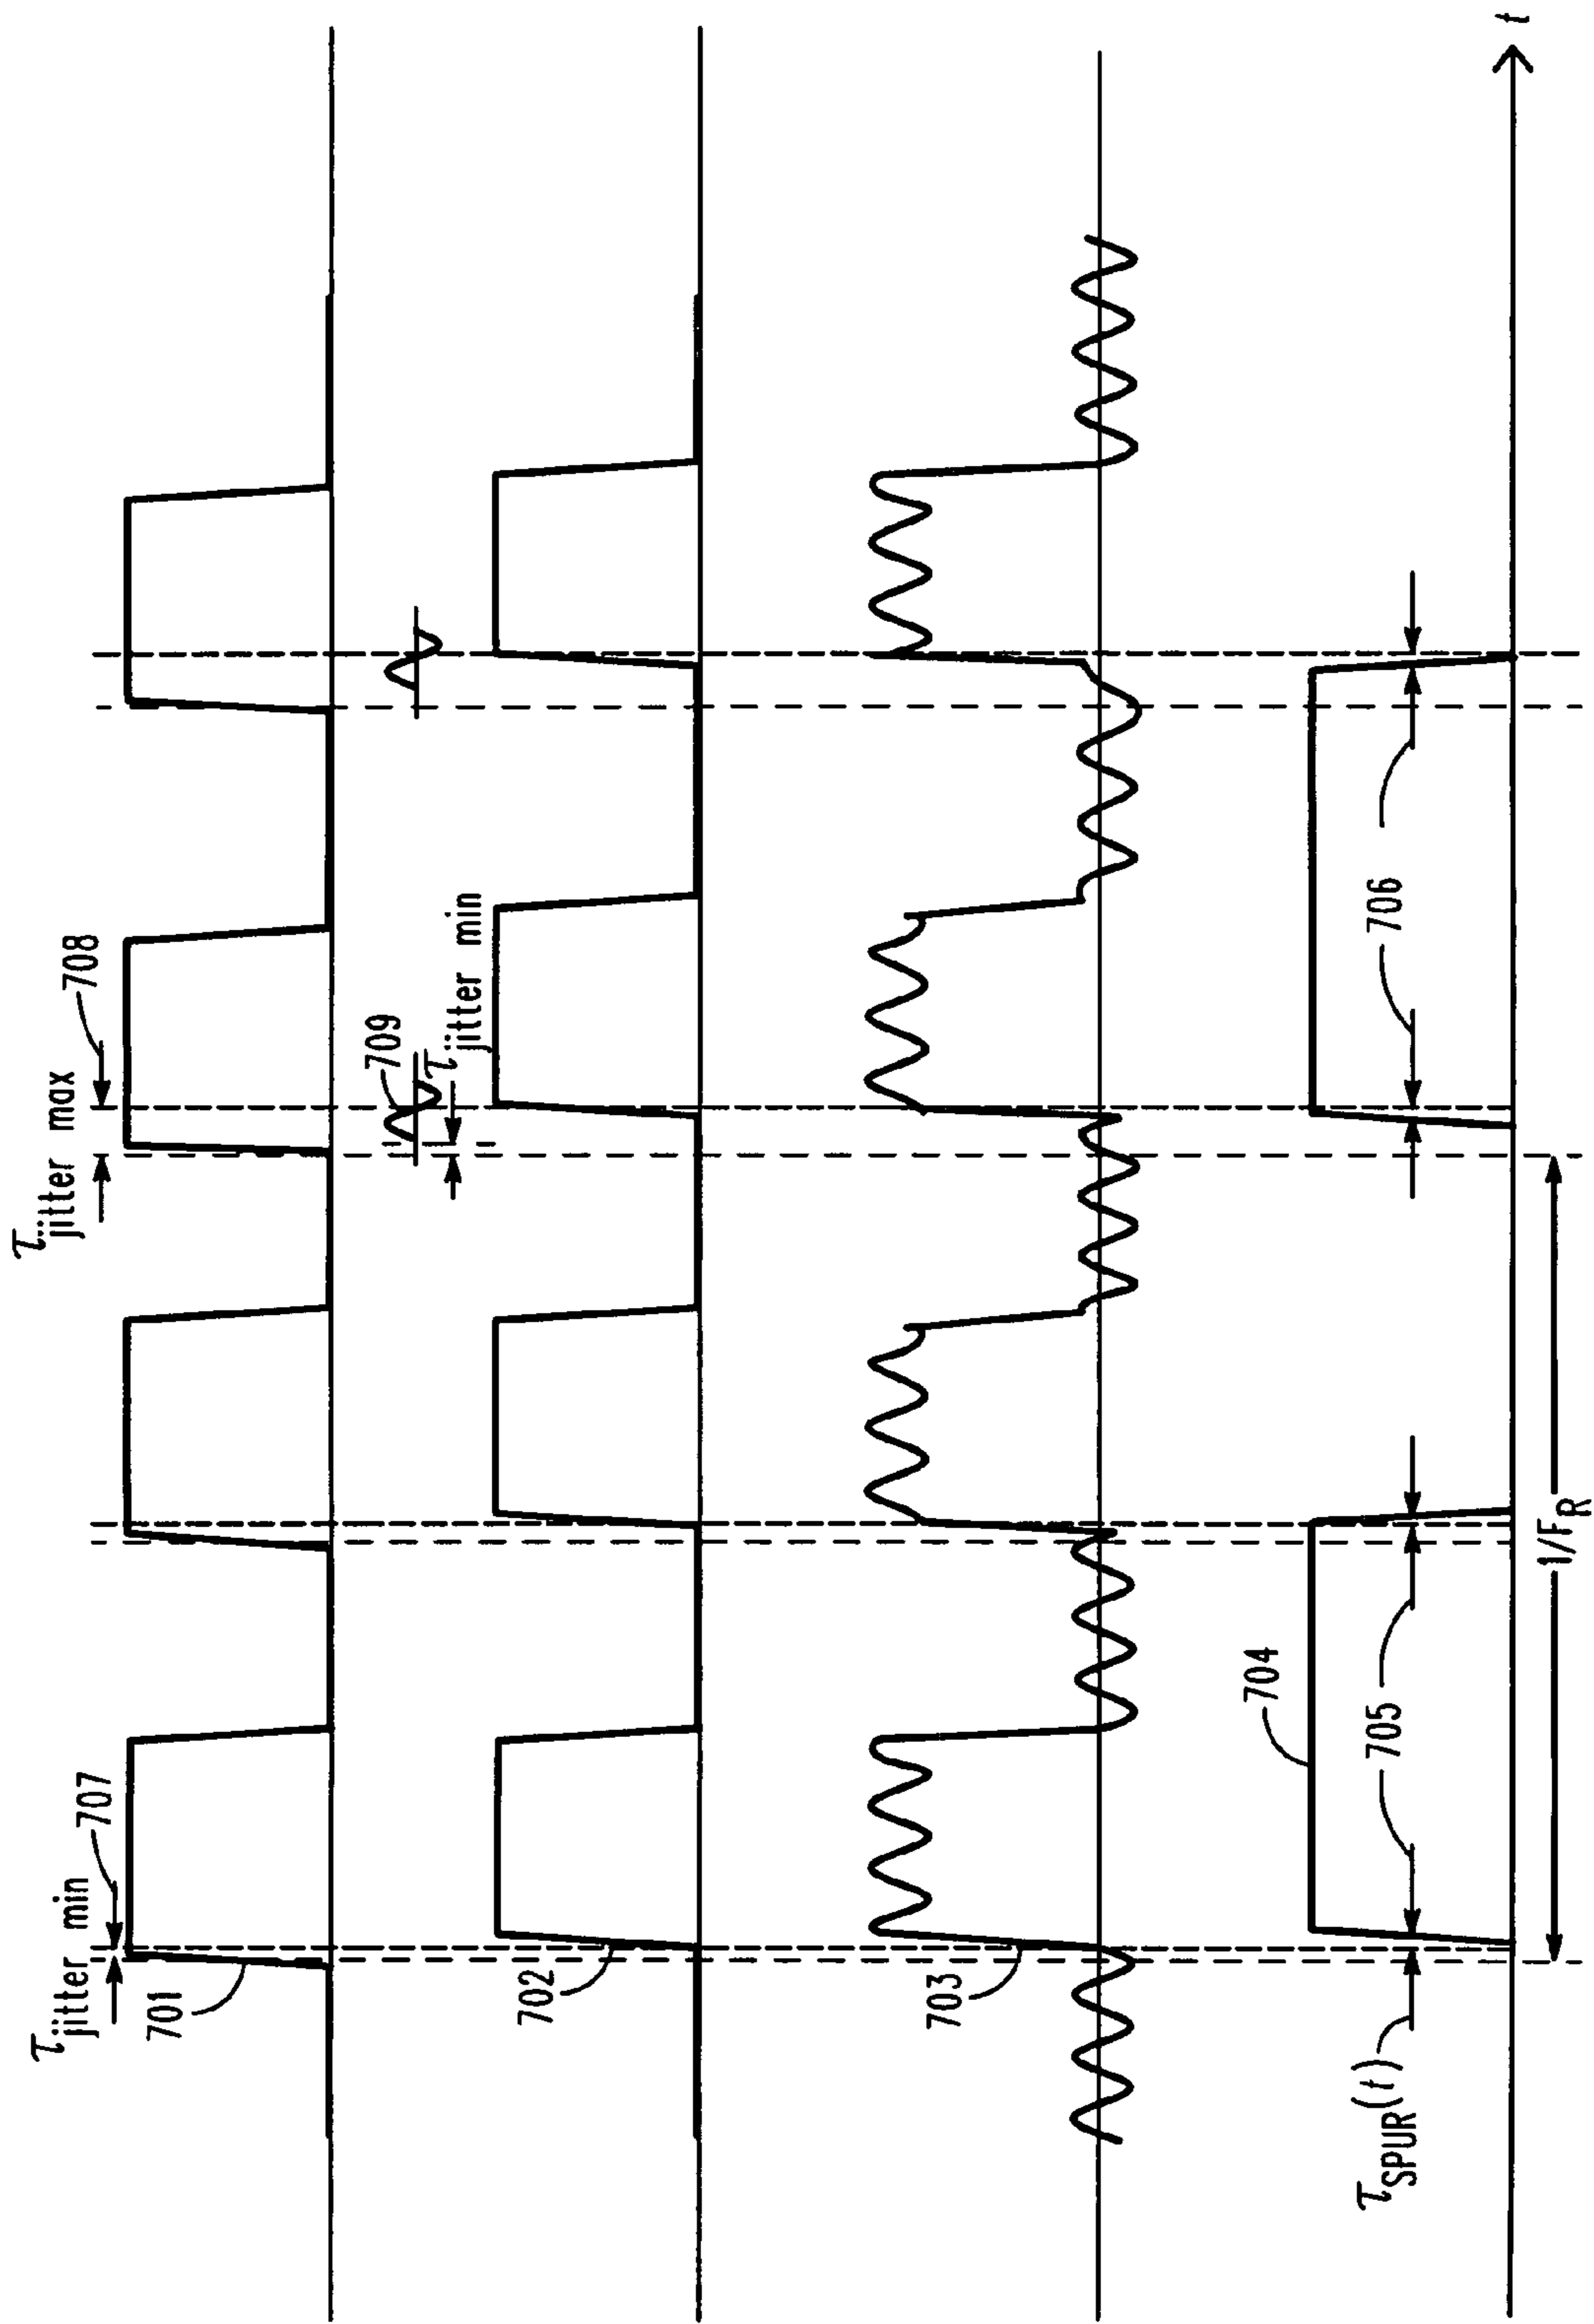 τjitter min
707
τjitter max
708
701
709
τjitter min
702
703
704
τSPUR(t)
705
706
1/FR
t